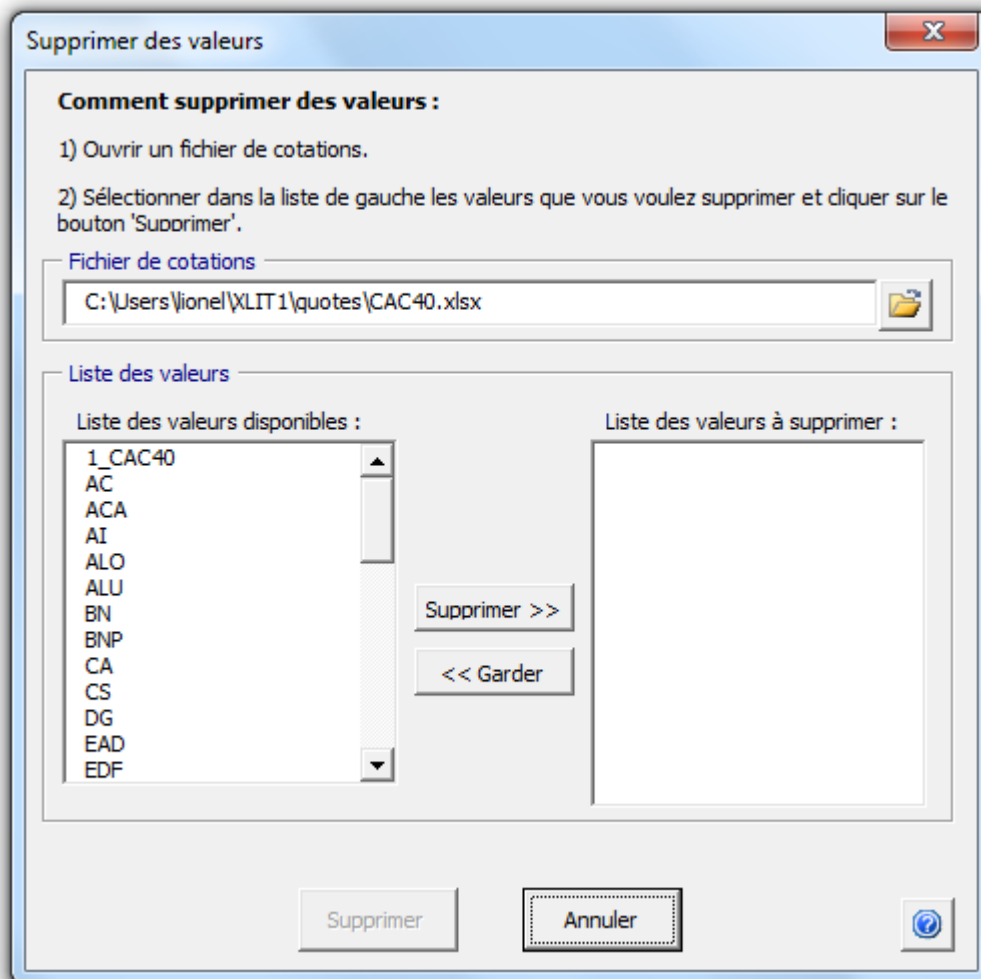 Supprimer des valeurs
Comment supprimer des valeurs :
1) Ouvrir un fichier de cotations.
2) Sélectionner dans la liste de gauche les valeurs que vous voulez supprimer et cliquer sur le
bouton 'Supprimer'.
Fichier de cotations
C:\Users\lionel\XLIT1\quotes\CAC40.xlsx
Liste des valeurs
Liste des valeurs disponibles :
1_CAC40
AC
ACA
AI
ALO
ALU
BN
BNP
CA
CS
DG
EAD
EDF
Supprimer >>
<< Garder
Liste des valeurs à supprimer :
Supprimer
Annuler